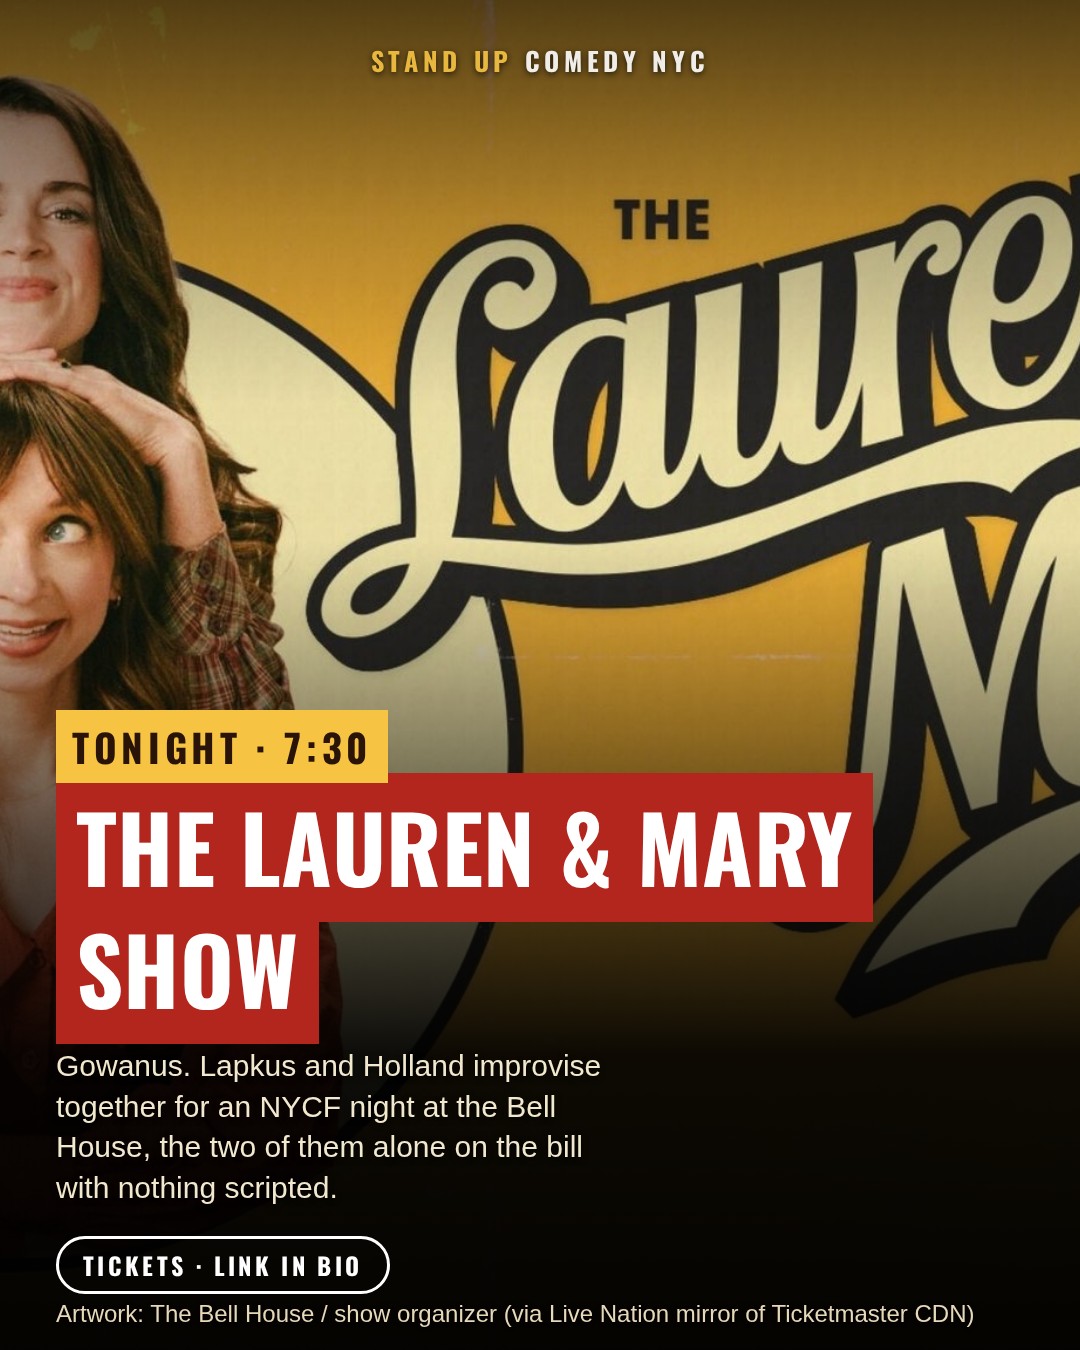 STAND UP COMEDY NYC
THE
Laure
M
TONIGHT · 7:30
THE LAUREN & MARY
SHOW
Gowanus. Lapkus and Holland improvise
together for an NYCF night at the Bell
House, the two of them alone on the bill
with nothing scripted.
TICKETS · LINK IN BIO
Artwork: The Bell House / show organizer (via Live Nation mirror of Ticketmaster CDN)